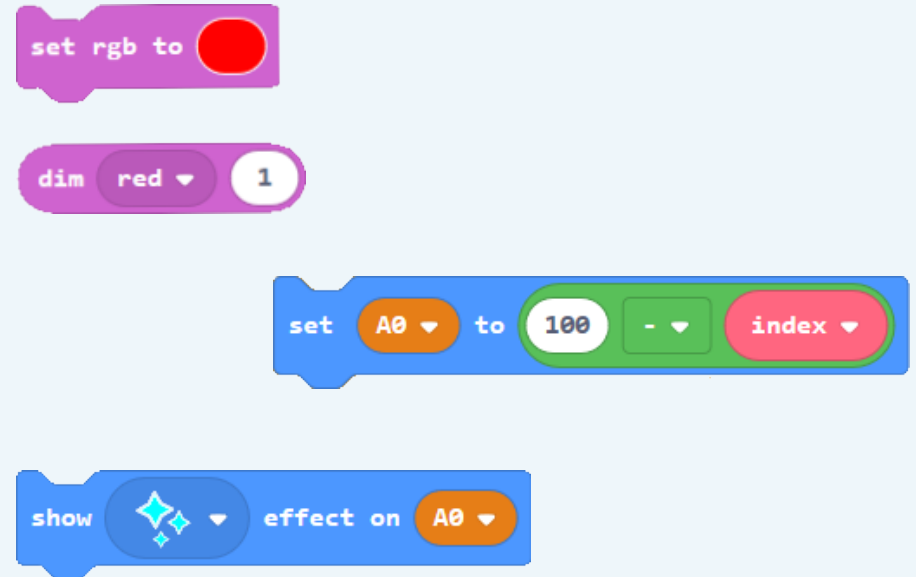 set rgb to
dim red 1
set A0 to 100 - index
show effect on A0